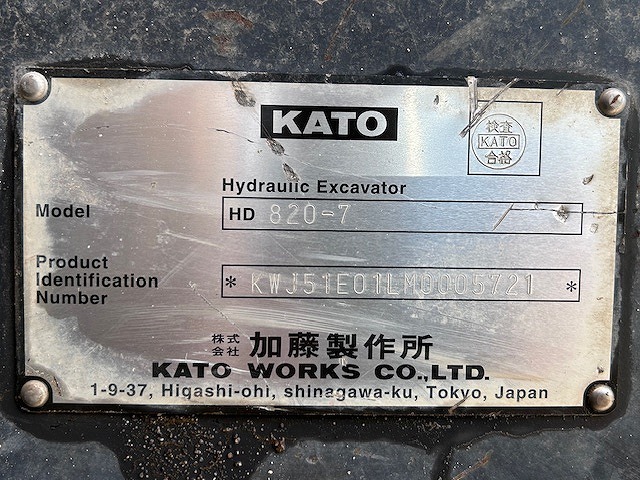 KATO
検査
KATO
合格
Hydraulic Excavator
Model HD 820-7
Product
Identification
Number
* KWJ51E01LM0005721 *
株式
会社 加藤製作所
KATO WORKS CO.,LTD.
1-9-37, Higashi-ohi, shinagawa-ku, Tokyo, Japan